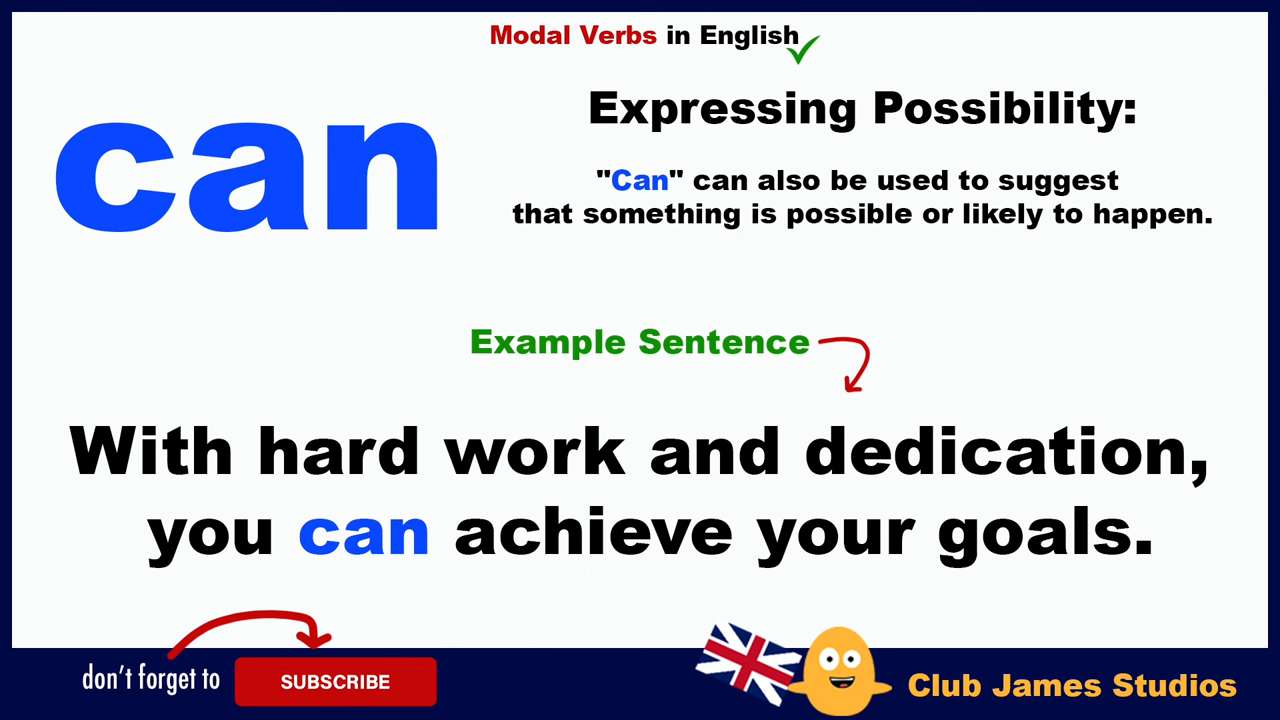 Modal Verbs in English
can
Expressing Possibility:
"Can" can also be used to suggest
that something is possible or likely to happen.
Example Sentence
With hard work and dedication,
you can achieve your goals.
don't forget to
SUBSCRIBE
Club James Studios